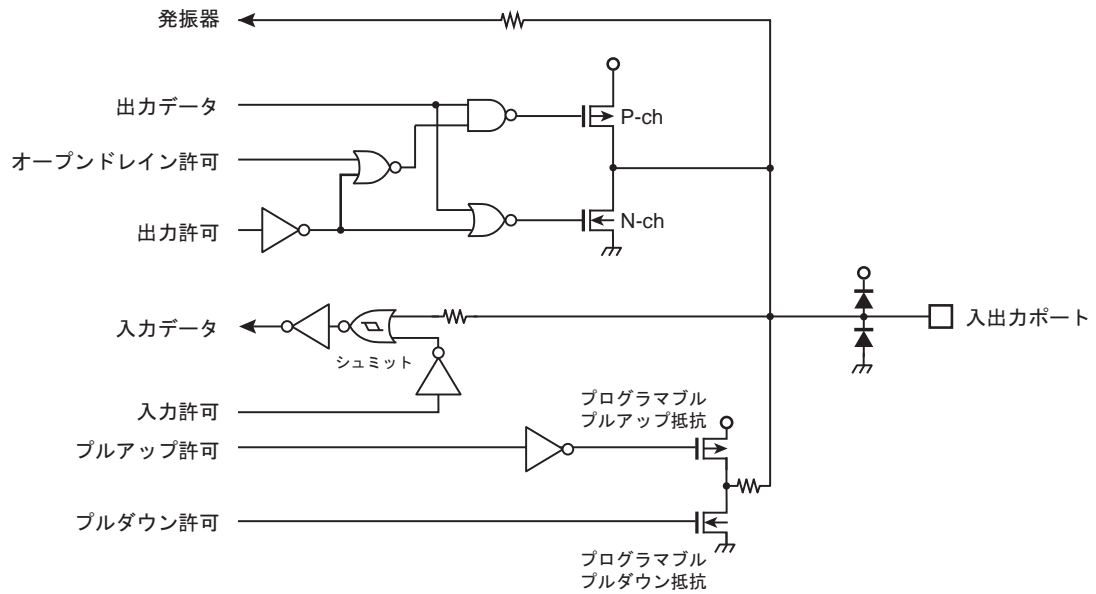 発振器
出力データ
P-ch
オープンドレイン許可
出力許可
N-ch
入力データ
シュミット
入出力ポート
入力許可
プログラマブル
プルアップ抵抗
プルアップ許可
プルダウン許可
プログラマブル
プルダウン抵抗